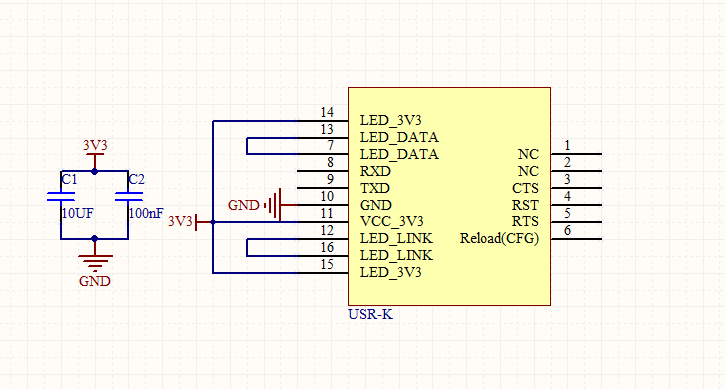 14 LED_3V3
13 LED_DATA
7 LED_DATA
8 RXD
9 TXD
10 GND
11 VCC_3V3
12 LED_LINK
16 LED_LINK
15 LED_3V3
NC 1
NC 2
CTS 3
RST 4
RTS 5
Reload(CFG) 6
USR-K
GND
3V3
3V3
C1
10UF
C2
100nF
GND